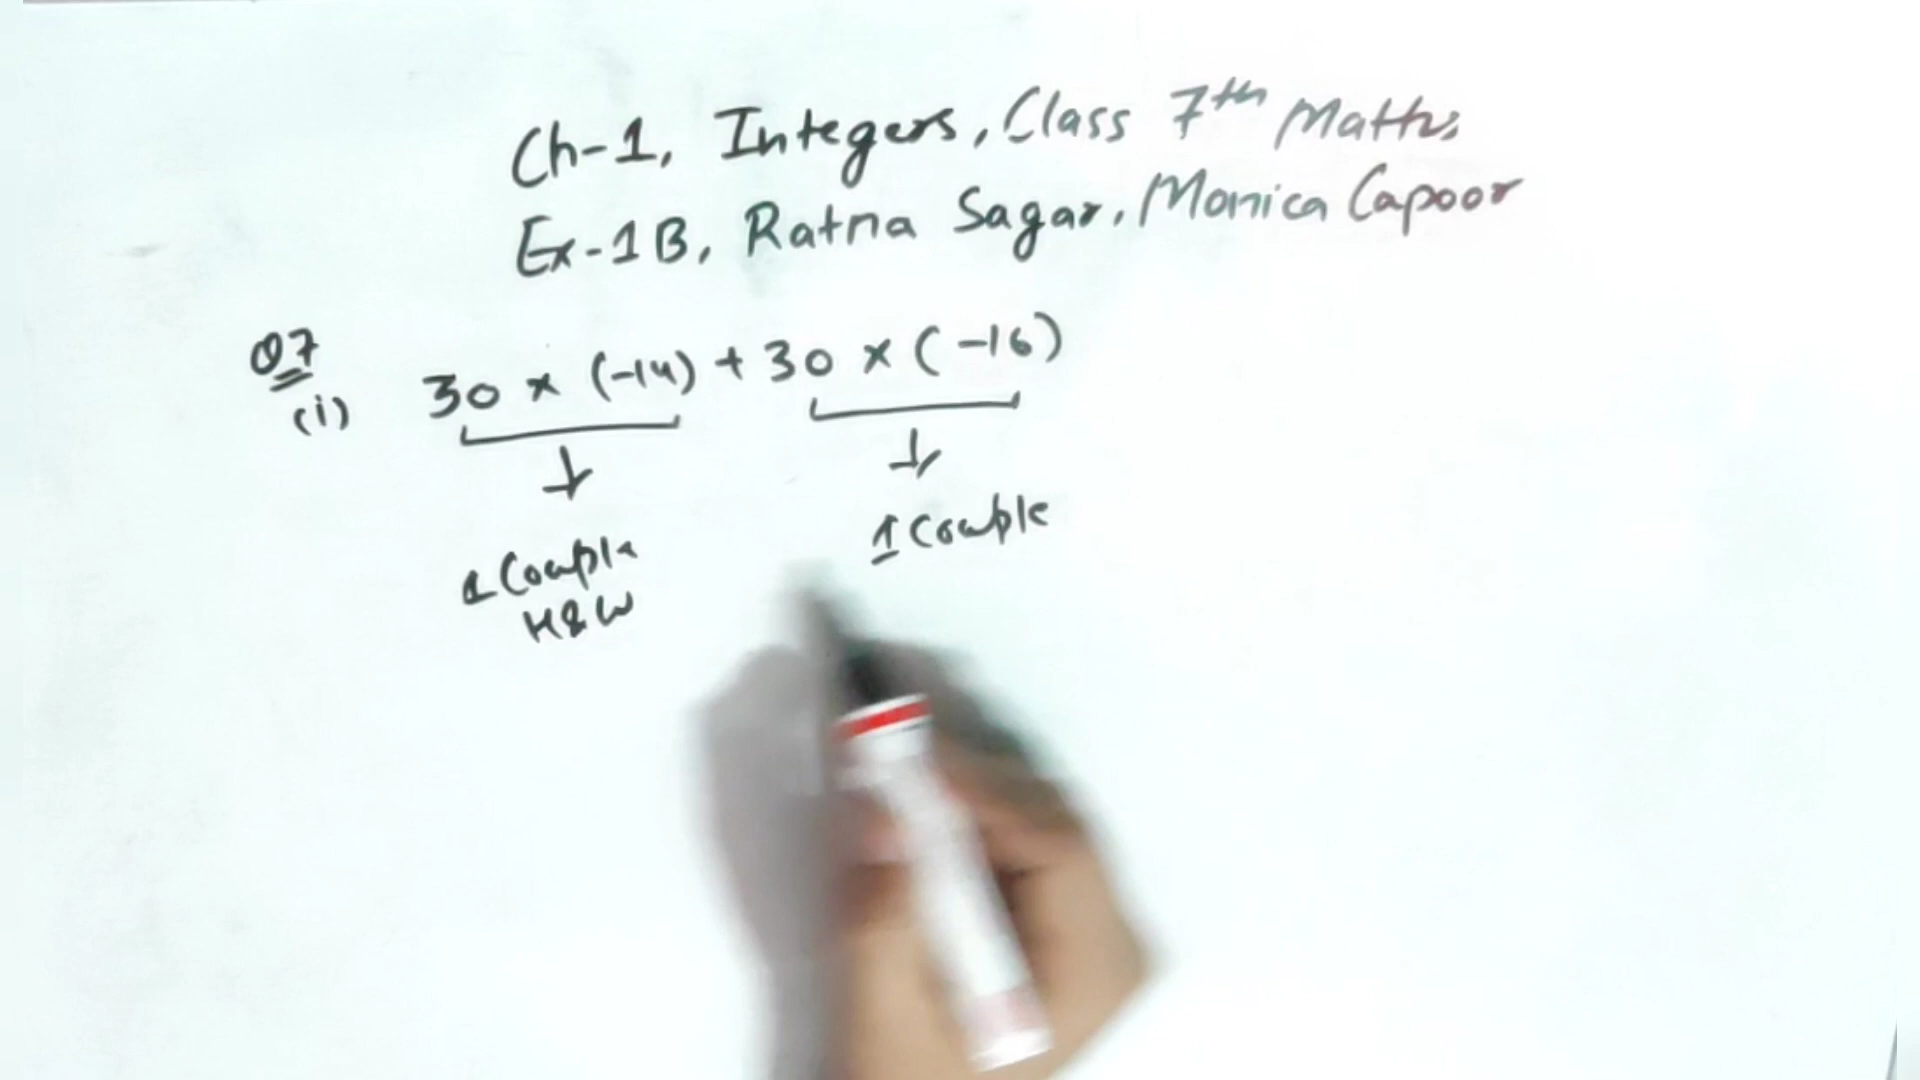 Ch-1, Integers, Class 7th Maths
Ex-1B, Ratna Sagar, Monica Capoor
Q7
(i) 30 × (-14) + 30 × (-16)
1 Couple
1 Couple
H&W